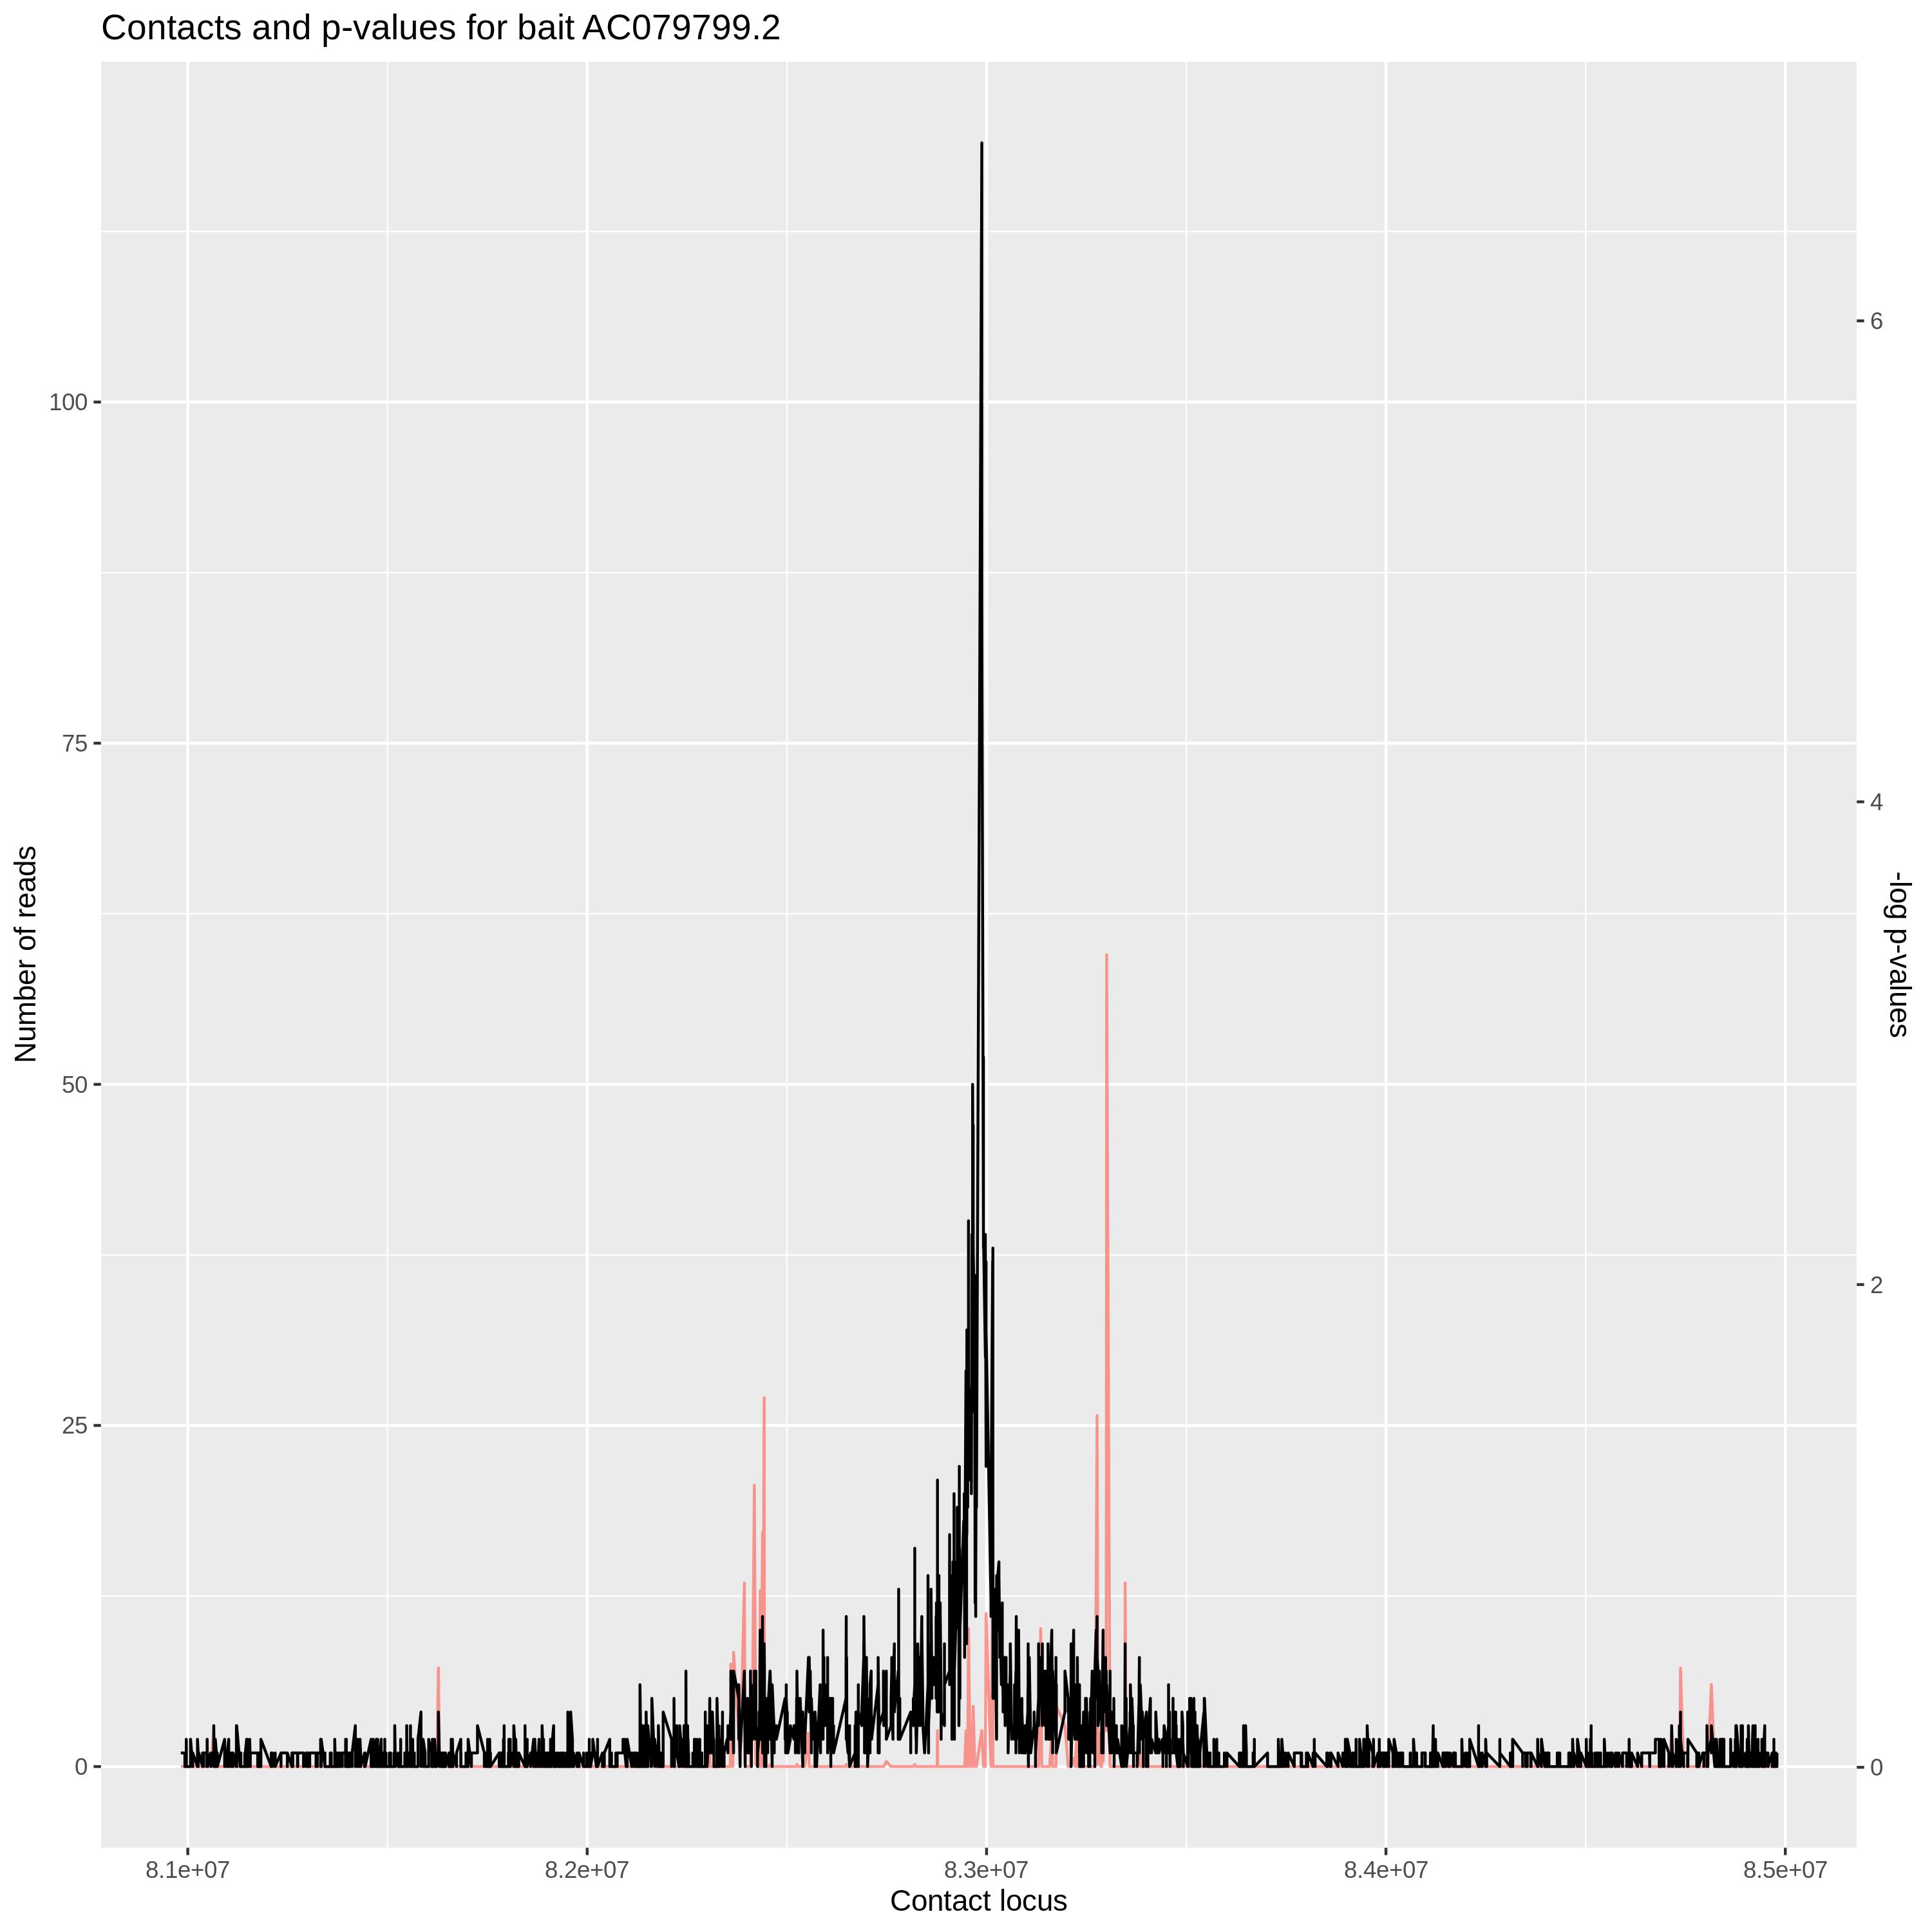 Contacts and p-values for bait AC079799.2
100
75
50
25
0
Number of reads
6
4
2
0
-log p-values
8.1e+07
8.2e+07
8.3e+07
8.4e+07
8.5e+07
Contact locus